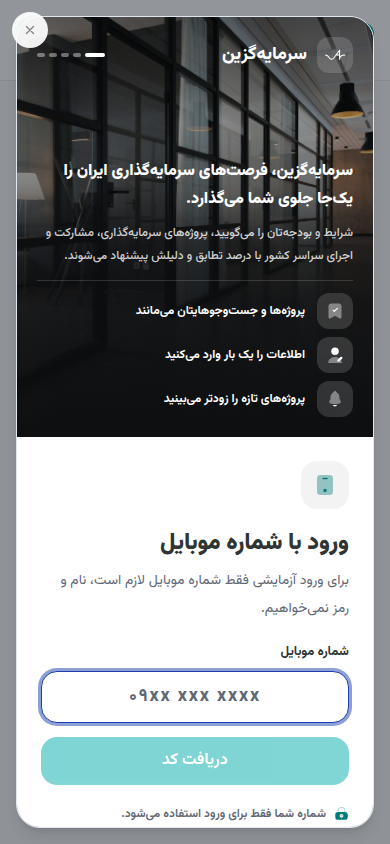 سرمایه‌گزین
سرمایه‌گزین، فرصت‌های سرمایه‌گذاری ایران را
یک‌جا جلوی شما می‌گذارد.
شرایط و بودجه‌تان را می‌گویید، پروژه‌های سرمایه‌گذاری، مشارکت و
اجرای سراسر کشور با درصد تطابق و دلیلش پیشنهاد می‌شوند.
پروژه‌ها و جست‌وجوهایتان می‌مانند
اطلاعات را یک بار وارد می‌کنید
پروژه‌های تازه را زودتر می‌بینید
ورود با شماره موبایل
برای ورود آزمایشی فقط شماره موبایل لازم است، نام و
رمز نمی‌خواهیم.
شماره موبایل
۰۹xx xxx xxxx
دریافت کد
شماره شما فقط برای ورود استفاده می‌شود.